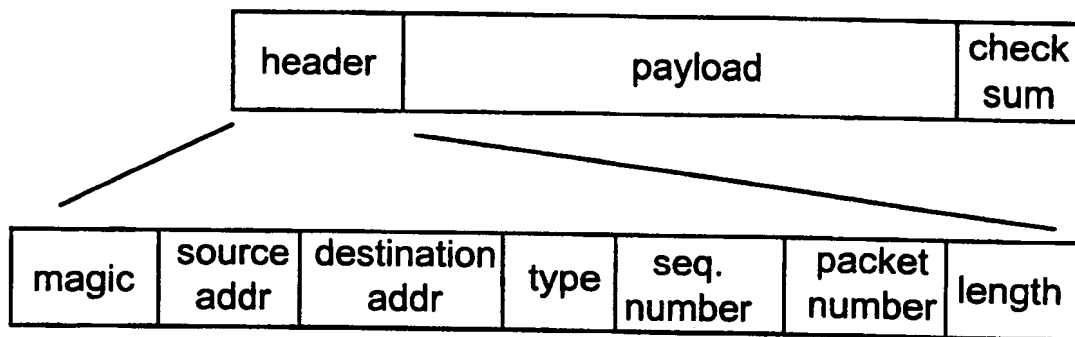 header
payload
check
sum
magic
source
addr
destination
addr
type
seq.
number
packet
number
length